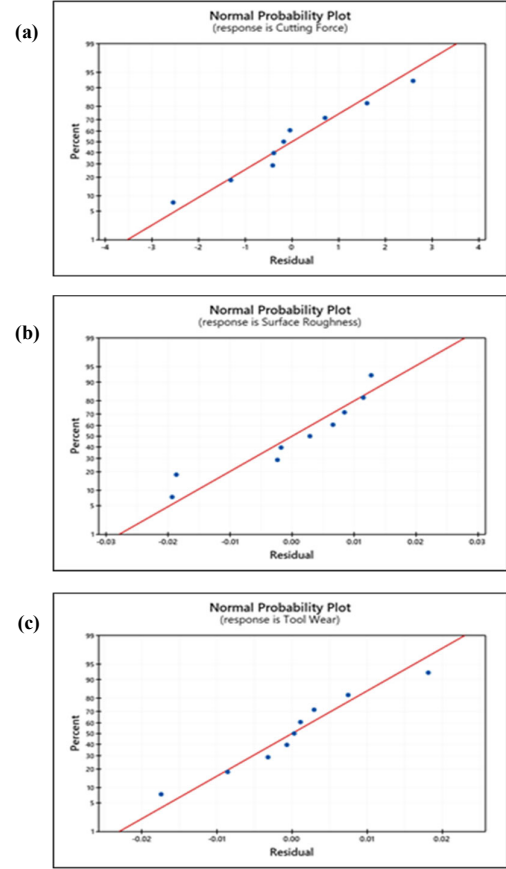 (a)
Normal Probability Plot
(response is Cutting Force)
99
95
90
80
70
60
50
40
30
20
10
5
1
Percent
-4 -3 -2 -1 0 1 2 3 4
Residual
(b)
Normal Probability Plot
(response is Surface Roughness)
99
95
90
80
70
60
50
40
30
20
10
5
1
Percent
-0.03 -0.02 -0.01 0.00 0.01 0.02 0.03
Residual
(c)
Normal Probability Plot
(response is Tool Wear)
99
95
90
80
70
60
50
40
30
20
10
5
1
Percent
-0.02 -0.01 0.00 0.01 0.02
Residual